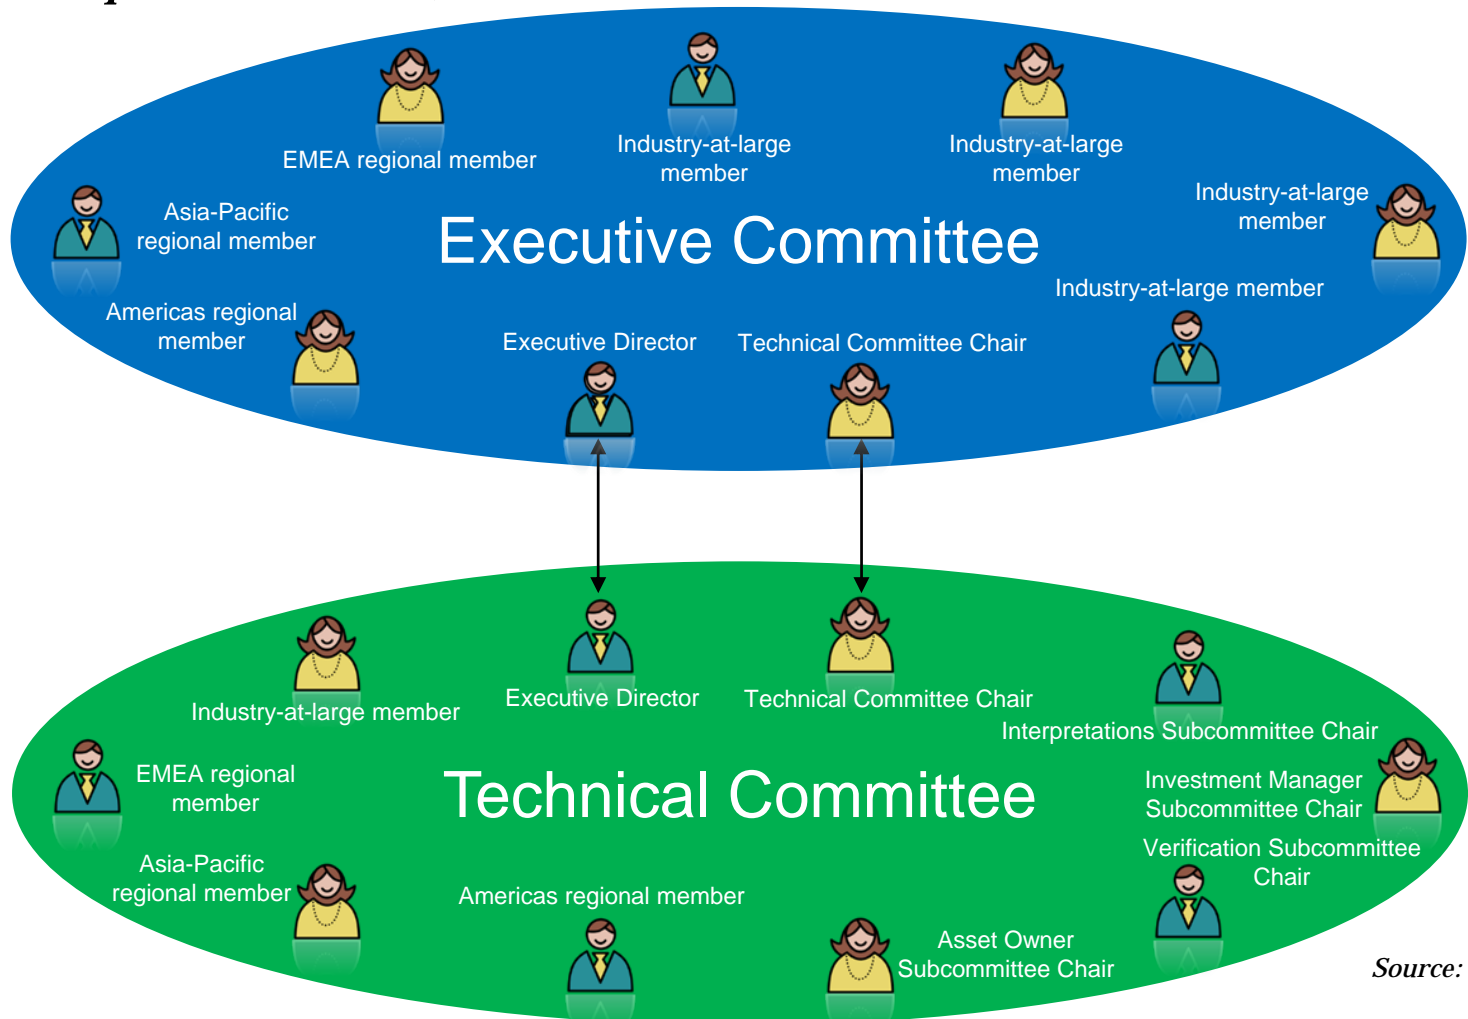 EMEA regional member
Industry-at-large
member
Industry-at-large
member
Industry-at-large
member
Asia-Pacific
regional member
Executive Committee
Industry-at-large member
Americas regional
member
Executive Director
Technical Committee Chair
Industry-at-large member
Executive Director
Technical Committee Chair
Interpretations Subcommittee Chair
EMEA regional
member
Technical Committee
Investment Manager
Subcommittee Chair
Verification Subcommittee
Chair
Asia-Pacific
regional member
Americas regional member
Asset Owner
Subcommittee Chair
Source: